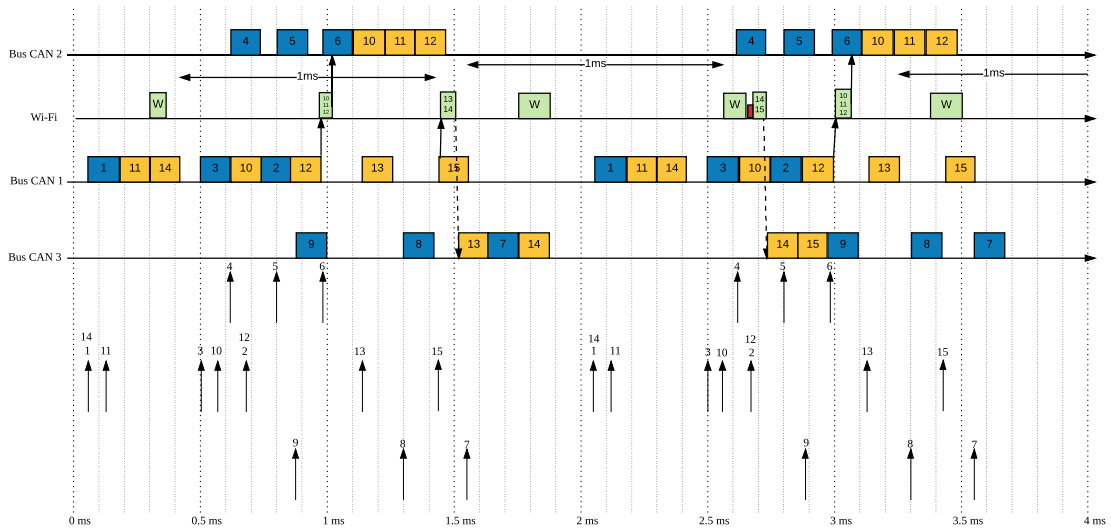 Bus CAN 2
4 5 6 10 11 12 4 5 6 10 11 12
1ms 1ms 1ms
Wi-Fi
W
10
11
12
13
14
W
W
14
15
10
11
12
W
Bus CAN 1
1 11 14 3 10 2 12 13 15 1 11 14 3 10 2 12 13 15
Bus CAN 3
9 8 13 7 14 14 15 9 8 7
4 5 6 4 5 6
14 12 14 12
1 11 3 10 2 13 15 1 11 3 10 2 13 15
9 8 7 9 8 7
0 ms 0.5 ms 1 ms 1.5 ms 2 ms 2.5 ms 3 ms 3.5 ms 4 ms